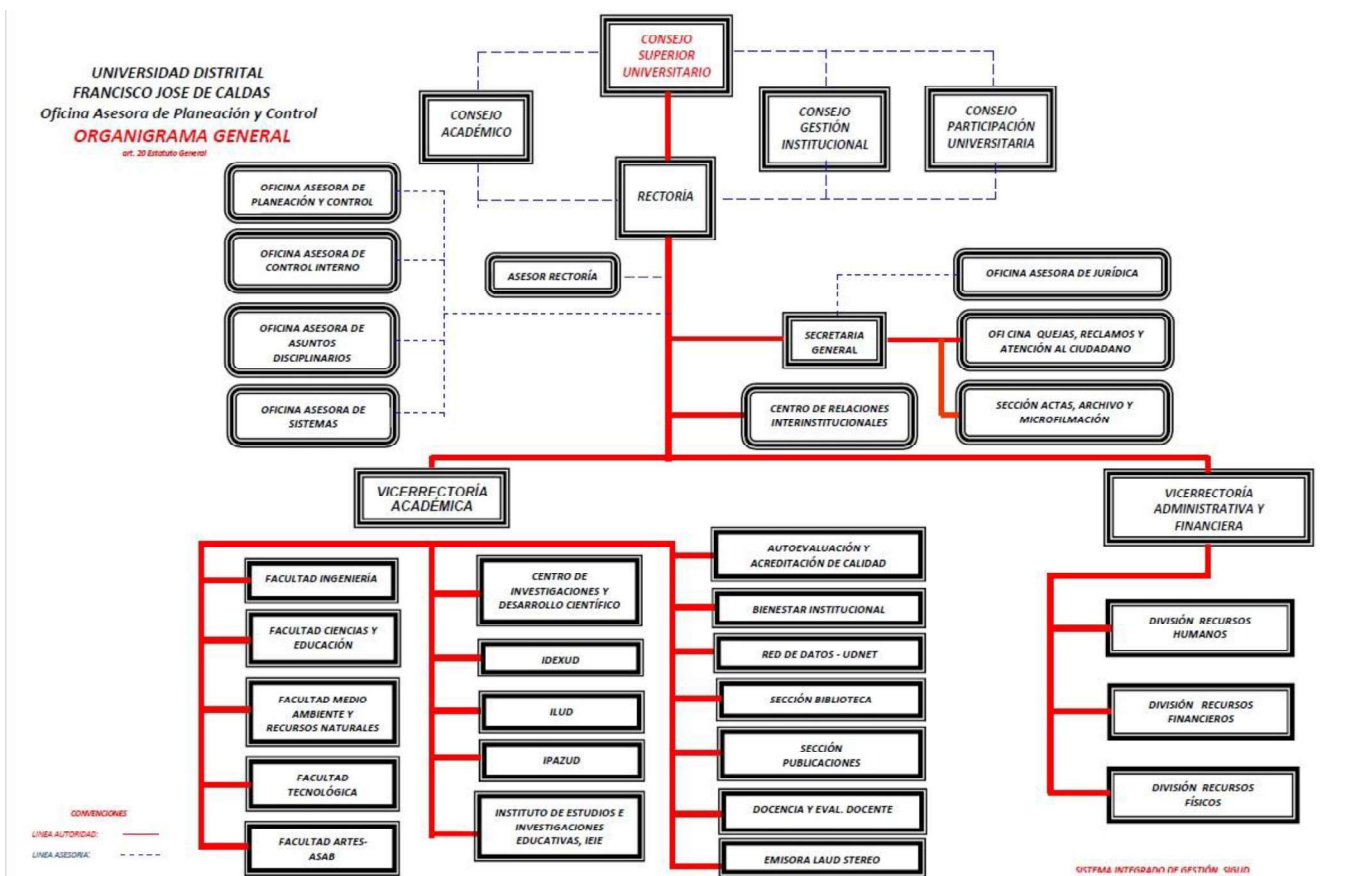 UNIVERSIDAD DISTRITAL
FRANCISCO JOSE DE CALDAS
Oficina Asesora de Planeación y Control
ORGANIGRAMA GENERAL
art. 20 Estatuto General
CONSEJO
SUPERIOR
UNIVERSITARIO
CONSEJO
ACADÉMICO
CONSEJO
GESTIÓN
INSTITUCIONAL
CONSEJO
PARTICIPACIÓN
UNIVERSITARIA
RECTORÍA
OFICINA ASESORA DE
PLANEACIÓN Y CONTROL
OFICINA ASESORA DE
CONTROL INTERNO
OFICINA ASESORA DE
ASUNTOS
DISCIPLINARIOS
OFICINA ASESORA DE
SISTEMAS
ASESOR RECTORÍA
OFICINA ASESORA DE JURÍDICA
SECRETARIA
GENERAL
OFICINA QUEJAS, RECLAMOS Y
ATENCIÓN AL CIUDADANO
CENTRO DE RELACIONES
INTERINSTITUCIONALES
SECCIÓN ACTAS, ARCHIVO Y
MICROFILMACIÓN
VICERRECTORÍA
ACADÉMICA
VICERRECTORÍA
ADMINISTRATIVA Y
FINANCIERA
FACULTAD INGENIERÍA
FACULTAD CIENCIAS Y
EDUCACIÓN
FACULTAD MEDIO
AMBIENTE Y
RECURSOS NATURALES
FACULTAD
TECNOLÓGICA
FACULTAD ARTES-
ASAB
CENTRO DE
INVESTIGACIONES Y
DESARROLLO CIENTÍFICO
IDEXUD
ILUD
IPAZUD
INSTITUTO DE ESTUDIOS E
INVESTIGACIONES
EDUCATIVAS, IEIE
AUTOEVALUACIÓN Y
ACREDITACIÓN DE CALIDAD
BIENESTAR INSTITUCIONAL
RED DE DATOS - UDNET
SECCIÓN BIBLIOTECA
SECCIÓN
PUBLICACIONES
DOCENCIA Y EVAL. DOCENTE
EMISORA LAUD STEREO
DIVISIÓN RECURSOS
HUMANOS
DIVISIÓN RECURSOS
FINANCIEROS
DIVISIÓN RECURSOS
FÍSICOS
CONVENCIONES
LINEA AUTORIDAD:
LINEA ASESORIA:
SISTEMA INTEGRADO DE GESTIÓN SIGUD